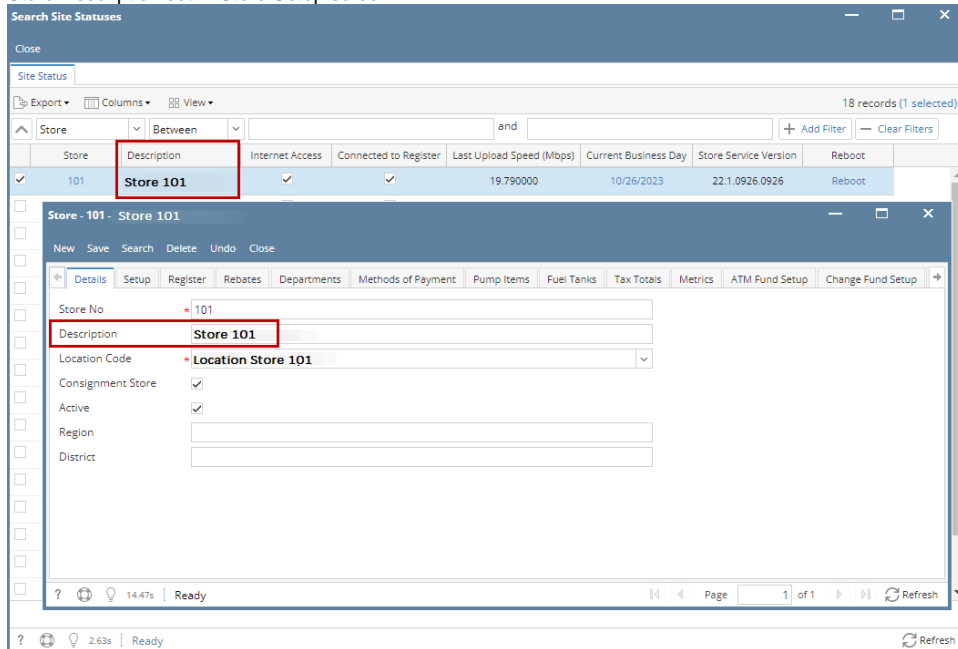 Search Site Statuses
Close
Site Status
Export Columns View 18 records (1 selected)
Store Between and Add Filter Clear Filters
Store Description Internet Access Connected to Register Last Upload Speed (Mbps) Current Business Day Store Service Version Reboot
101 Store 101 19.790000 10/26/2023 22.1.0926.0926 Reboot
Store - 101 - Store 101
New Save Search Delete Undo Close
Details Setup Register Rebates Departments Methods of Payment Pump Items Fuel Tanks Tax Totals Metrics ATM Fund Setup Change Fund Setup
Store No * 101
Description Store 101
Location Code * Location Store 101
Consignment Store
Active
Region
District
? 14.47s Ready Page 1 of 1 Refresh
? 2.63s Ready Refresh